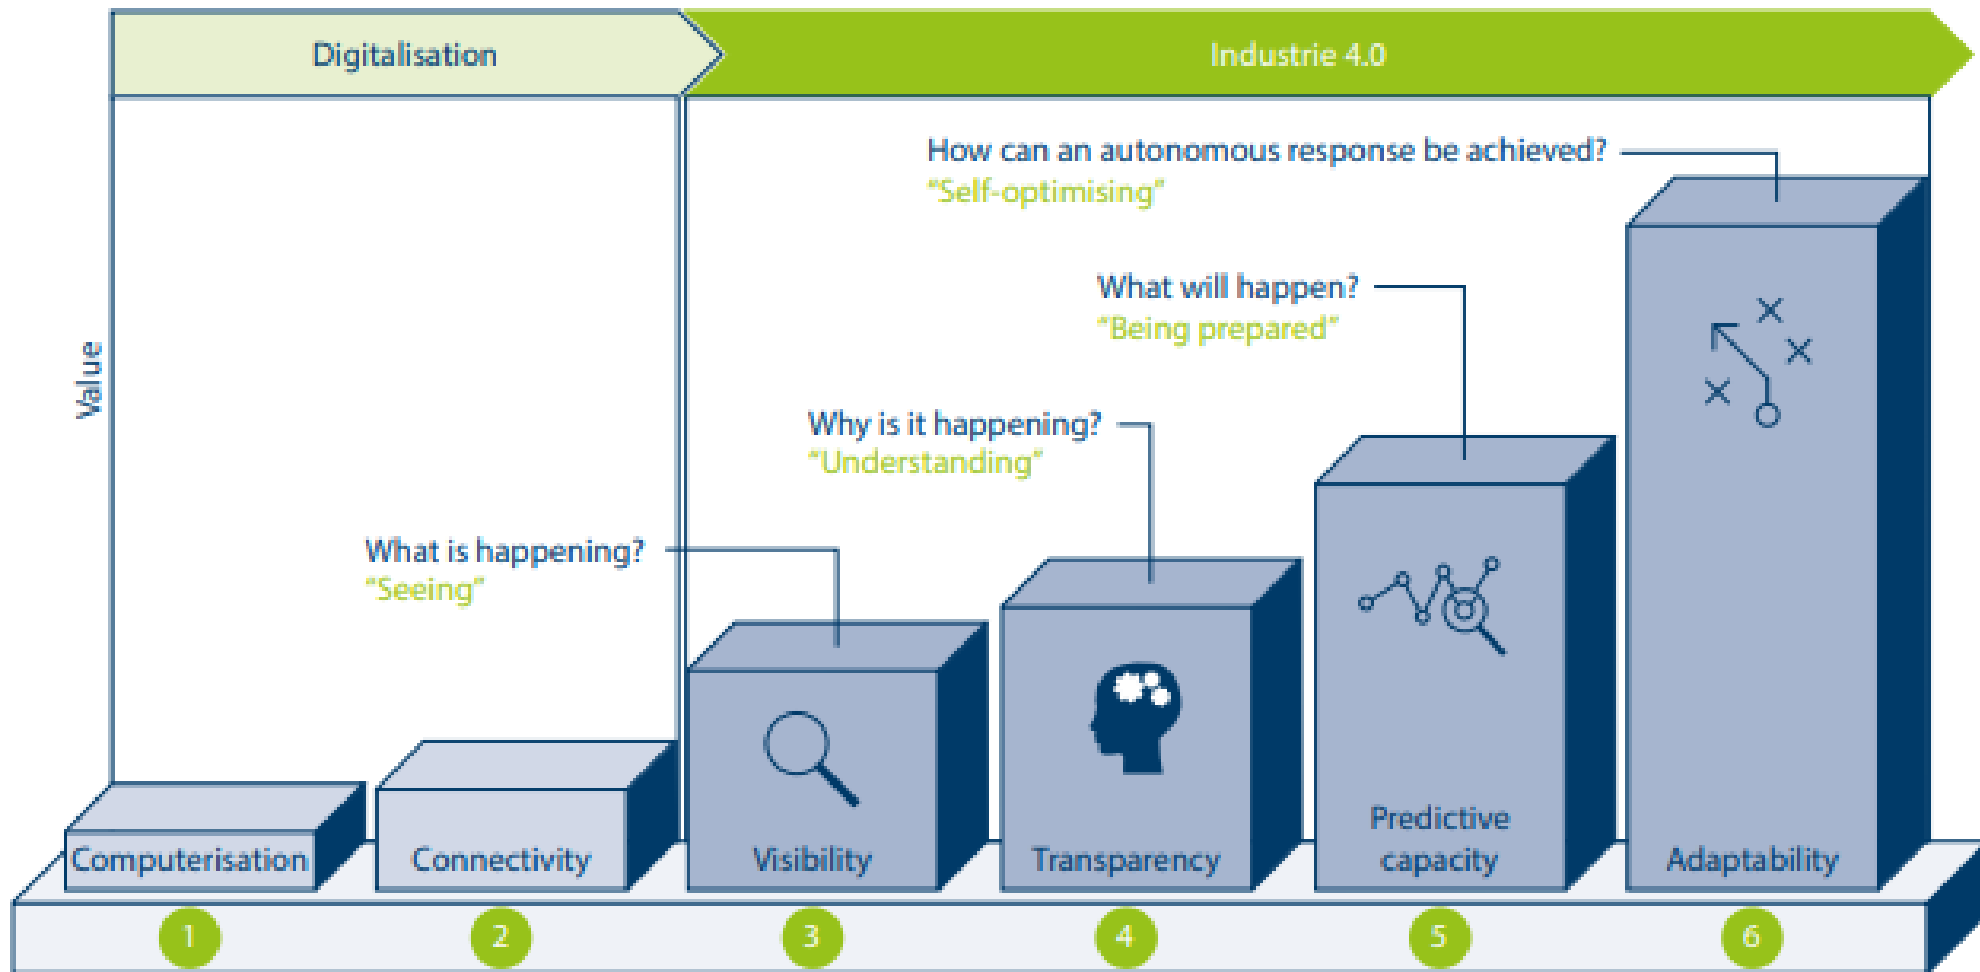 Digitalisation
Industrie 4.0
How can an autonomous response be achieved?
“Self-optimising”
What will happen?
“Being prepared”
Value
Why is it happening?
“Understanding”
What is happening?
“Seeing”
Computerisation
Connectivity
Visibility
Transparency
Predictive
capacity
Adaptability
1
2
3
4
5
6